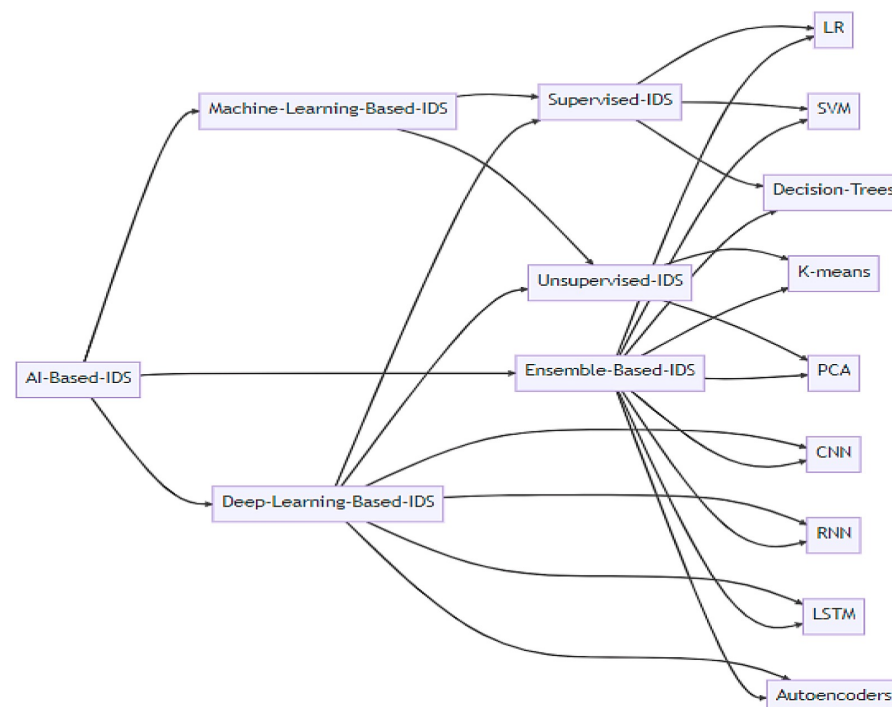 LR
Machine-Learning-Based-IDS
Supervised-IDS
SVM
Decision-Trees
Unsupervised-IDS
K-means
AI-Based-IDS
Ensemble-Based-IDS
PCA
CNN
Deep-Learning-Based-IDS
RNN
LSTM
Autoencoders